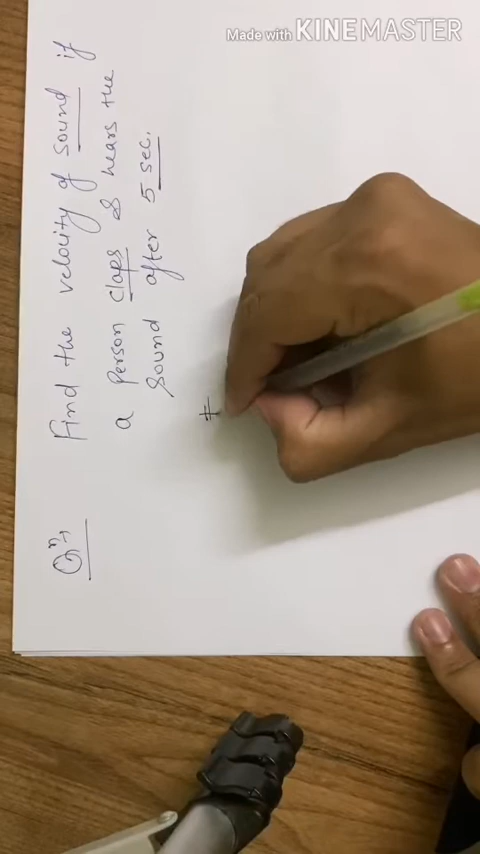 Made with KINEMASTER
Qn→ Find the velocity of sound if
a person claps & hears the
sound after 5 sec.
#